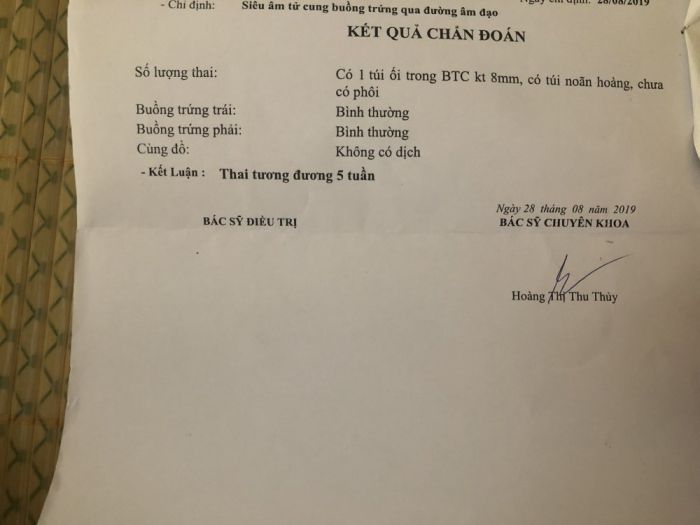 - Chỉ định: Siêu âm tử cung buồng trứng qua đường âm đạo 28/08/2019
KẾT QUẢ CHẨN ĐOÁN
Số lượng thai: Có 1 túi ối trong BTC kt 8mm, có túi noãn hoàng, chưa
có phôi
Buồng trứng trái: Bình thường
Buồng trứng phải: Bình thường
Cùng đồ: Không có dịch
- Kết Luận : Thai tương đương 5 tuần
Ngày 28 tháng 08 năm 2019
BÁC SỸ ĐIỀU TRỊ BÁC SỸ CHUYÊN KHOA
Hoàng Thị Thu Thủy